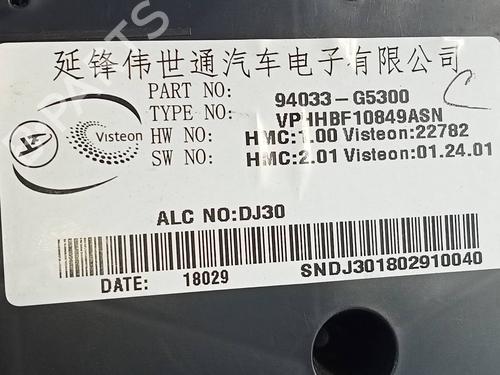 延锋伟世通汽车电子有限公司
PART NO: 94033-G5300
TYPE NO: VPHHBF10849ASN
HW NO: HMC:1.00 Visteon:22782
SW NO: HMC:2.01 Visteon:01.24.01
Visteon
ALC NO:DJ30
DATE: 18029 SNDJ301802910040